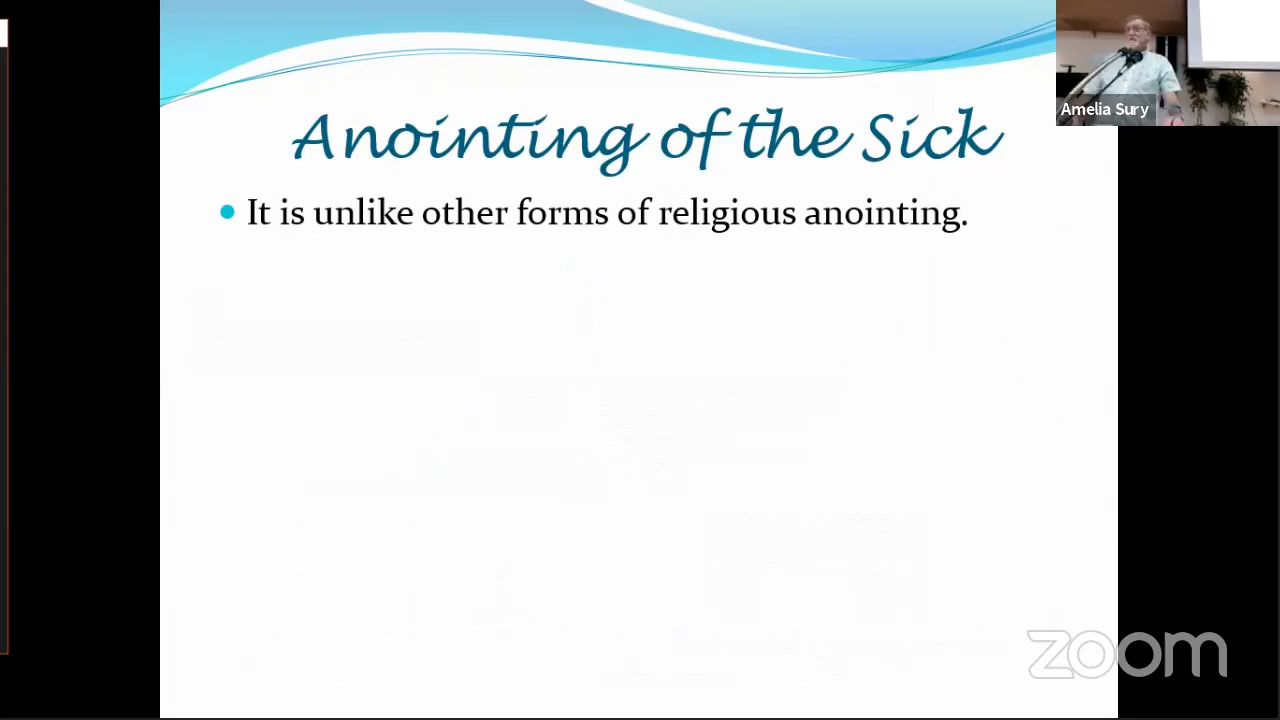 Anointing of the Sick
Amelia Sury
It is unlike other forms of religious anointing.
zoom